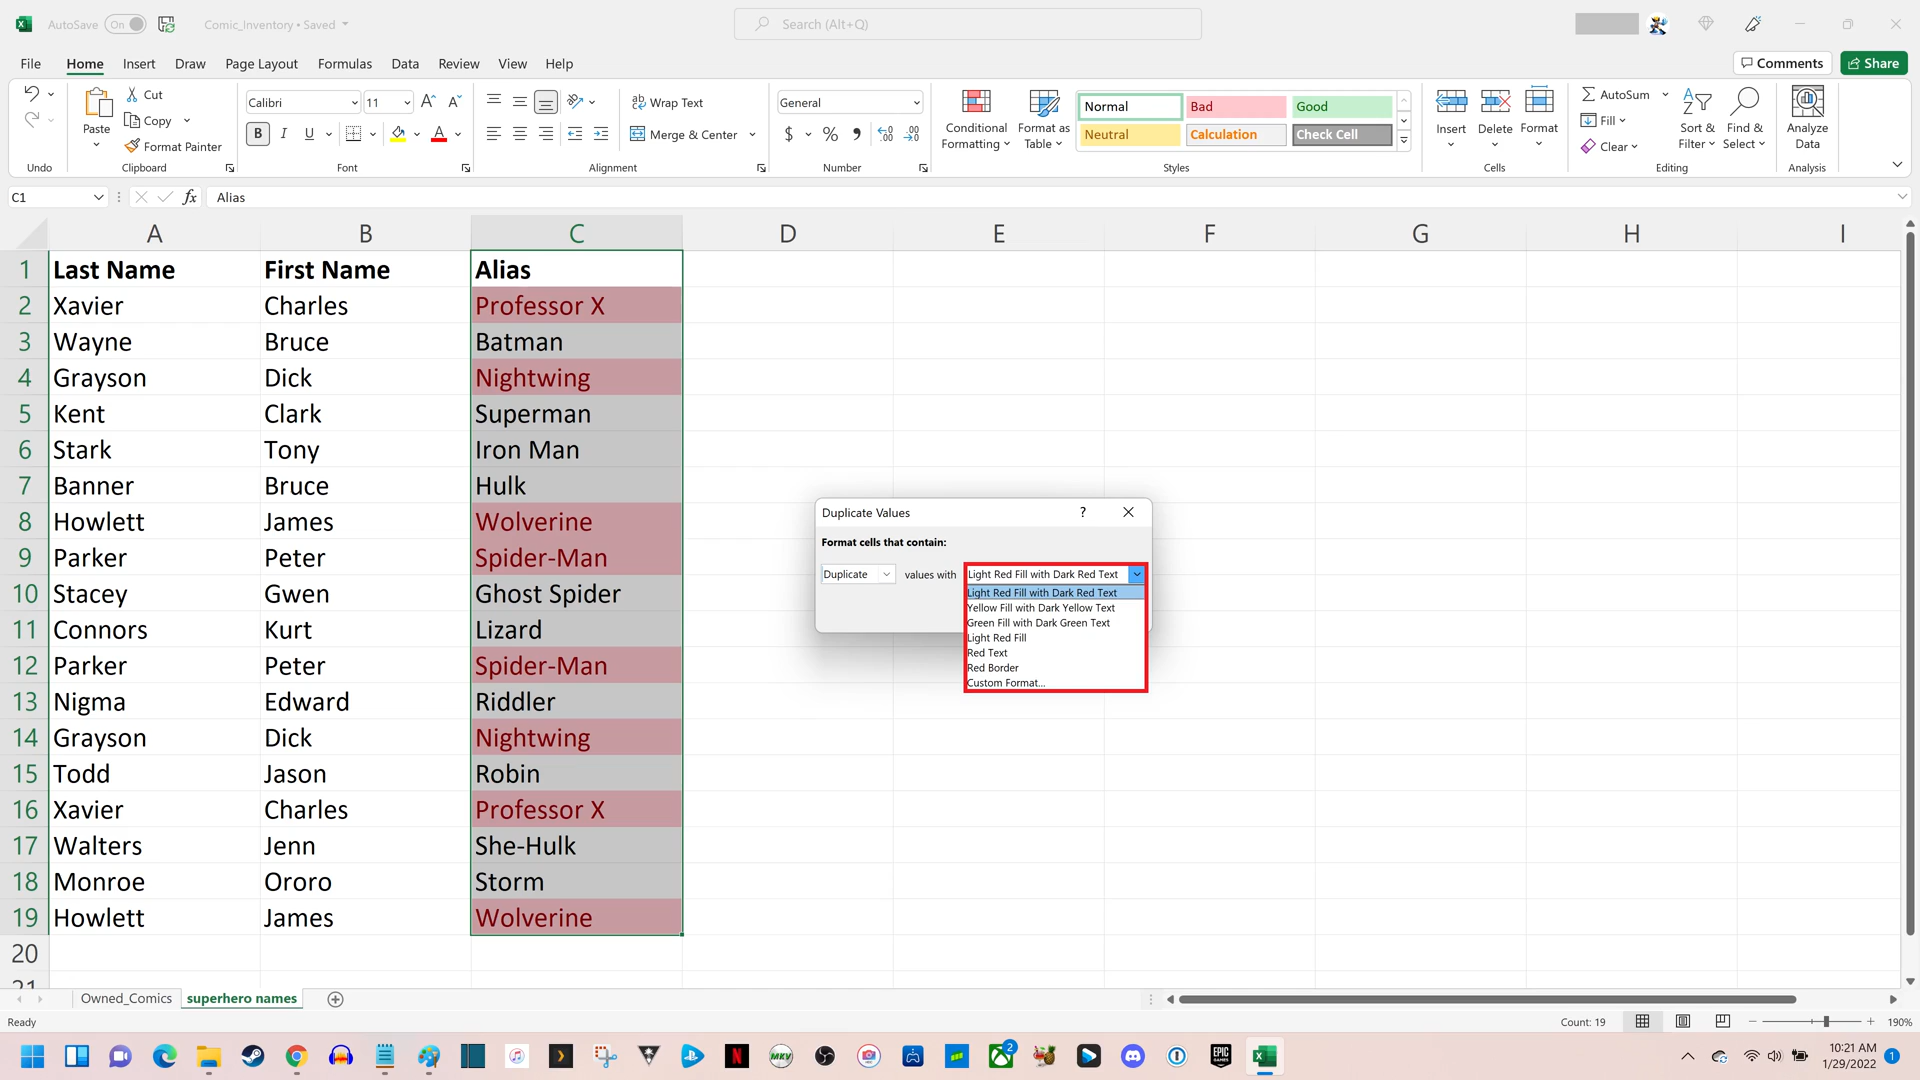 AutoSave On Comic_Inventory • Saved Search (Alt+Q)
File Home Insert Draw Page Layout Formulas Data Review View Help Comments Share
Cut
Copy
Format Painter
Paste
Undo
Clipboard
Calibri 11
B I U
Font
Wrap Text
Merge & Center
Alignment
General
$ % 9
Number
Conditional Formatting
Format as Table
Normal Bad Good
Neutral Calculation Check Cell
Styles
Insert Delete Format
Cells
AutoSum
Fill
Clear
Sort & Filter
Find & Select
Editing
Analyze Data
Analysis
C1 fx Alias
A B C D E F G H I
1 Last Name First Name Alias
2 Xavier Charles Professor X
3 Wayne Bruce Batman
4 Grayson Dick Nightwing
5 Kent Clark Superman
6 Stark Tony Iron Man
7 Banner Bruce Hulk
8 Howlett James Wolverine
9 Parker Peter Spider-Man
10 Stacey Gwen Ghost Spider
11 Connors Kurt Lizard
12 Parker Peter Spider-Man
13 Nigma Edward Riddler
14 Grayson Dick Nightwing
15 Todd Jason Robin
16 Xavier Charles Professor X
17 Walters Jenn She-Hulk
18 Monroe Ororo Storm
19 Howlett James Wolverine
20
21
Duplicate Values ?
Format cells that contain:
Duplicate values with Light Red Fill with Dark Red Text
Light Red Fill with Dark Red Text
Yellow Fill with Dark Yellow Text
Green Fill with Dark Green Text
Light Red Fill
Red Text
Red Border
Custom Format...
Owned_Comics superhero names
Ready Count: 19 190%
MKV
2
EPIC GAMES
10:21 AM
1/29/2022
1